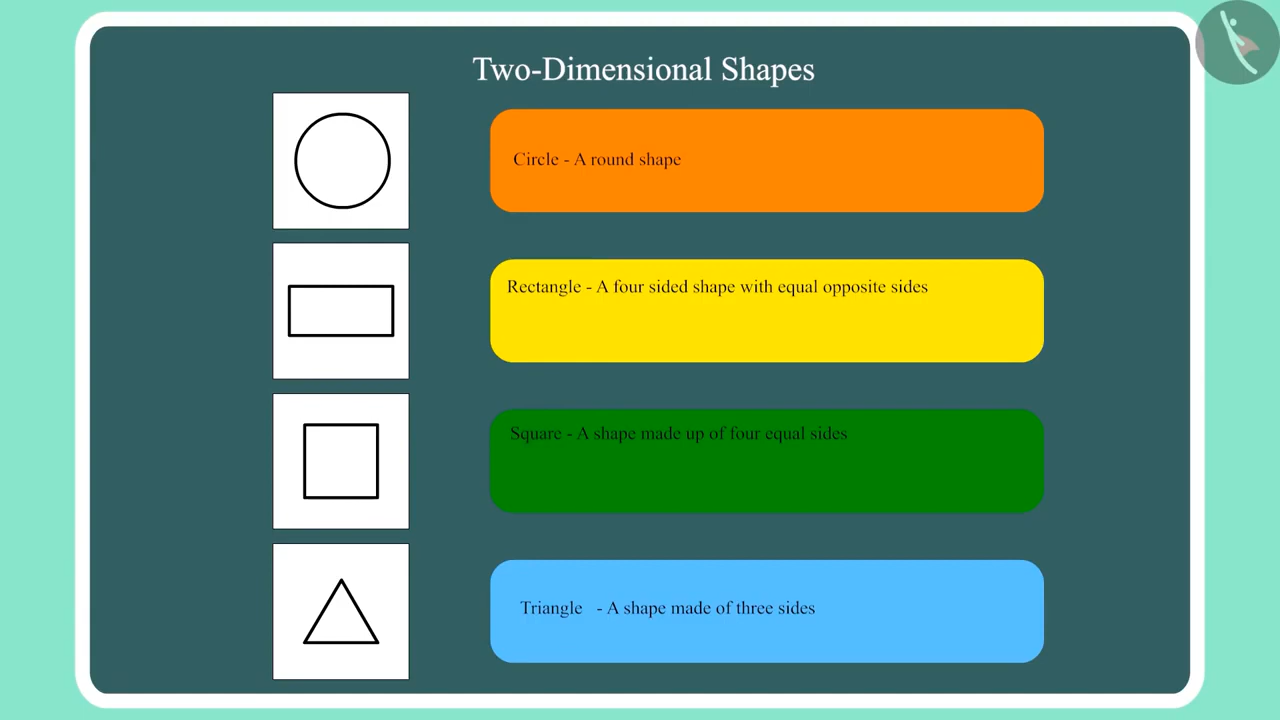 Two-Dimensional Shapes
Circle - A round shape
Rectangle - A four sided shape with equal opposite sides
Square - A shape made up of four equal sides
Triangle - A shape made of three sides